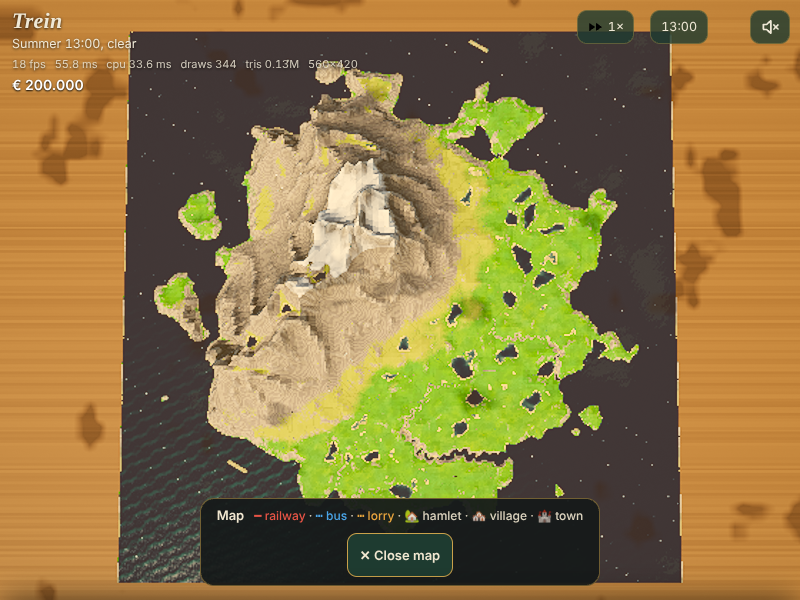 Trein
▸▸ 1×
13:00
Summer 13:00, clear
18 fps 55.8 ms cpu 33.6 ms draws 344 tris 0.13M 560×420
€ 200.000
Map ━ railway · ┅ bus · ┅ lorry · 🏡 hamlet · 🏘️ village · 🏰 town
✕ Close map